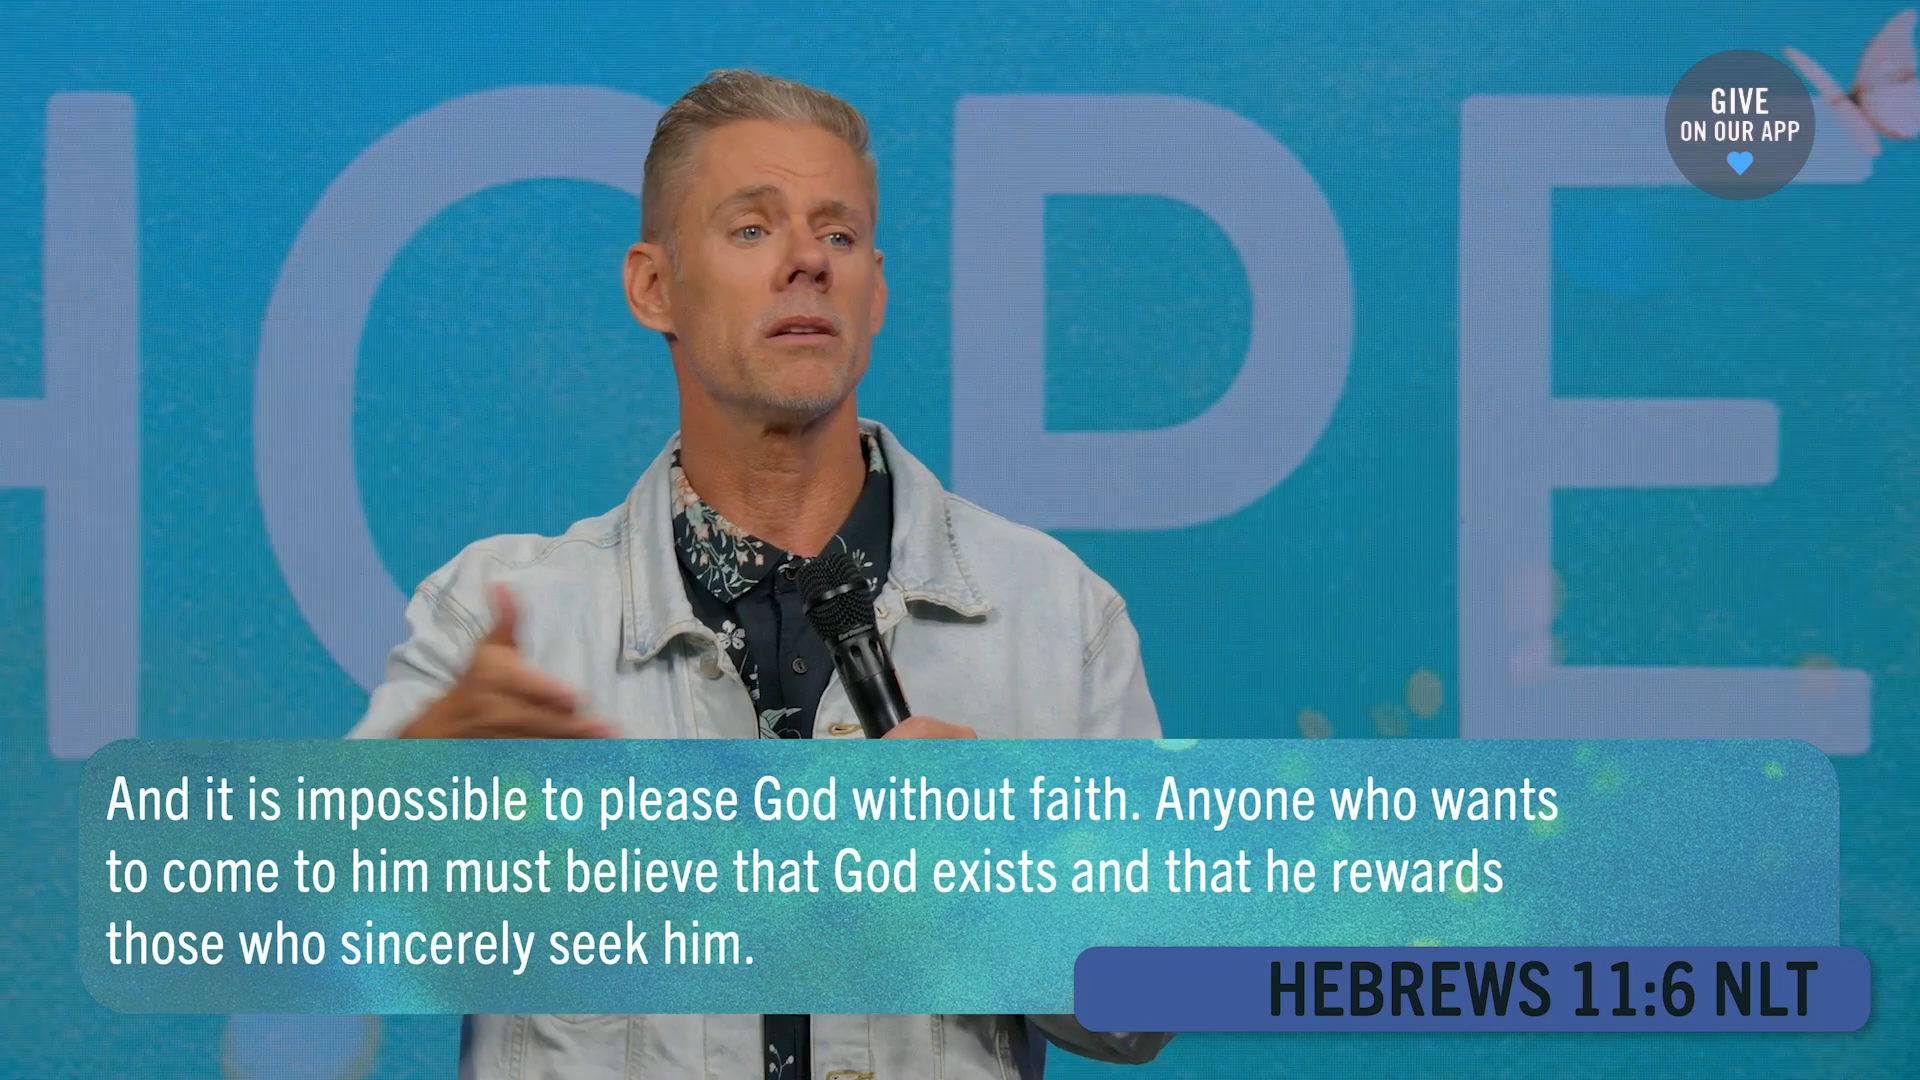 HOPE
GIVE
ON OUR APP
And it is impossible to please God without faith. Anyone who wants
to come to him must believe that God exists and that he rewards
those who sincerely seek him.
HEBREWS 11:6 NLT